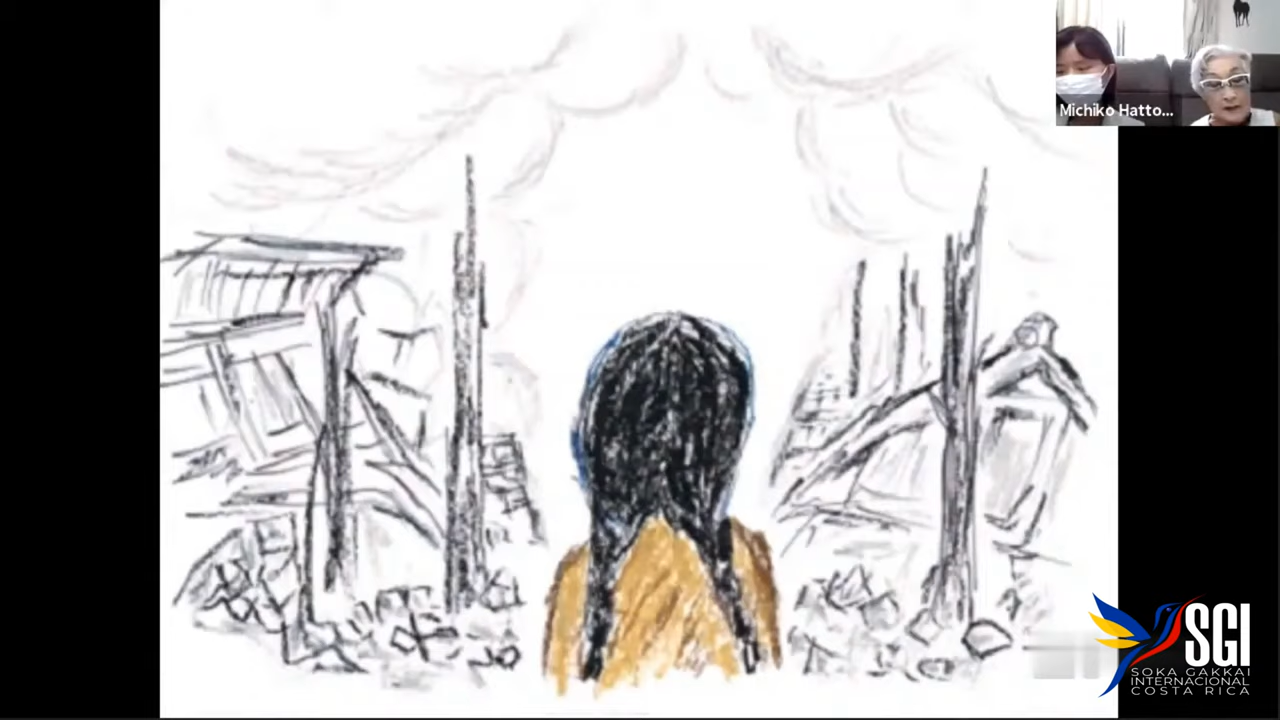 Michiko Hatto...
SGI
SOKA GAKKAI
INTERNACIONAL
COSTA RICA